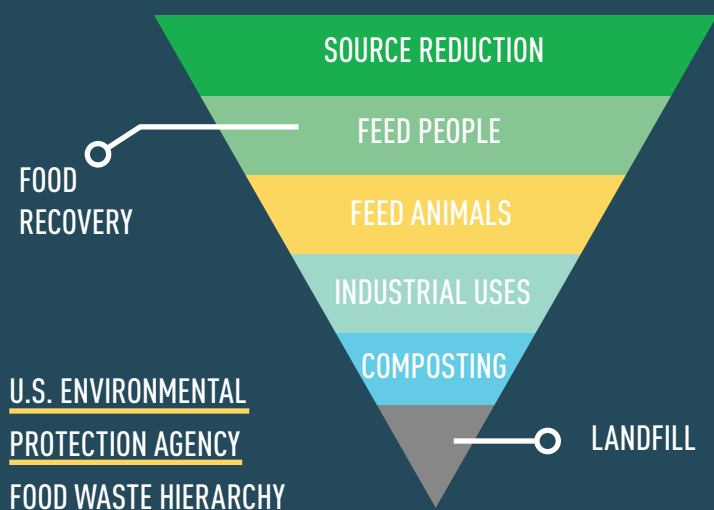 SOURCE REDUCTION
FEED PEOPLE
FOOD
RECOVERY
FEED ANIMALS
INDUSTRIAL USES
COMPOSTING
LANDFILL
U.S. ENVIRONMENTAL
PROTECTION AGENCY
FOOD WASTE HIERARCHY